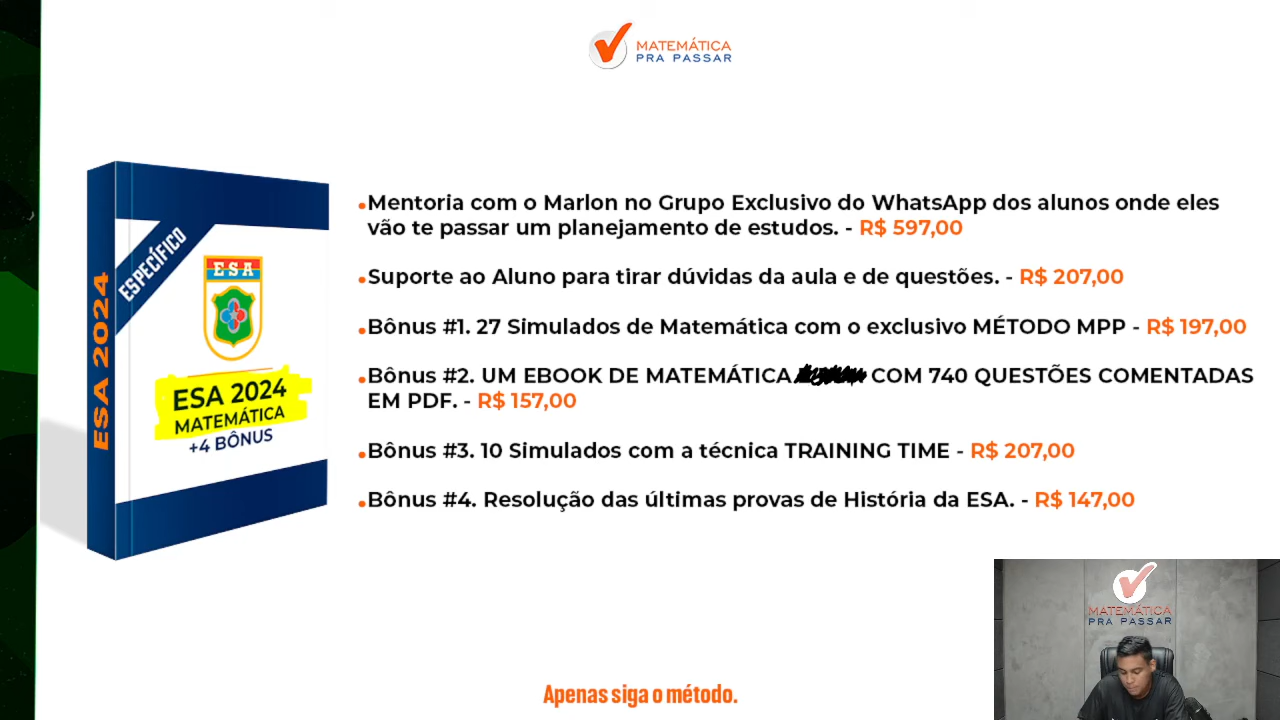 MATEMÁTICA
PRA PASSAR
•Mentoria com o Marlon no Grupo Exclusivo do WhatsApp dos alunos onde eles
vão te passar um planejamento de estudos. - R$ 597,00
•Suporte ao Aluno para tirar dúvidas da aula e de questões. - R$ 207,00
•Bônus #1. 27 Simulados de Matemática com o exclusivo MÉTODO MPP - R$ 197,00
•Bônus #2. UM EBOOK DE MATEMÁTICA COM 740 QUESTÕES COMENTADAS
EM PDF. - R$ 157,00
•Bônus #3. 10 Simulados com a técnica TRAINING TIME - R$ 207,00
•Bônus #4. Resolução das últimas provas de História da ESA. - R$ 147,00
ESA 2024
ESPECÍFICO
ESA
ESA 2024
MATEMÁTICA
+4 BÔNUS
MATEMÁTICA
PRA PASSAR
Apenas siga o método.